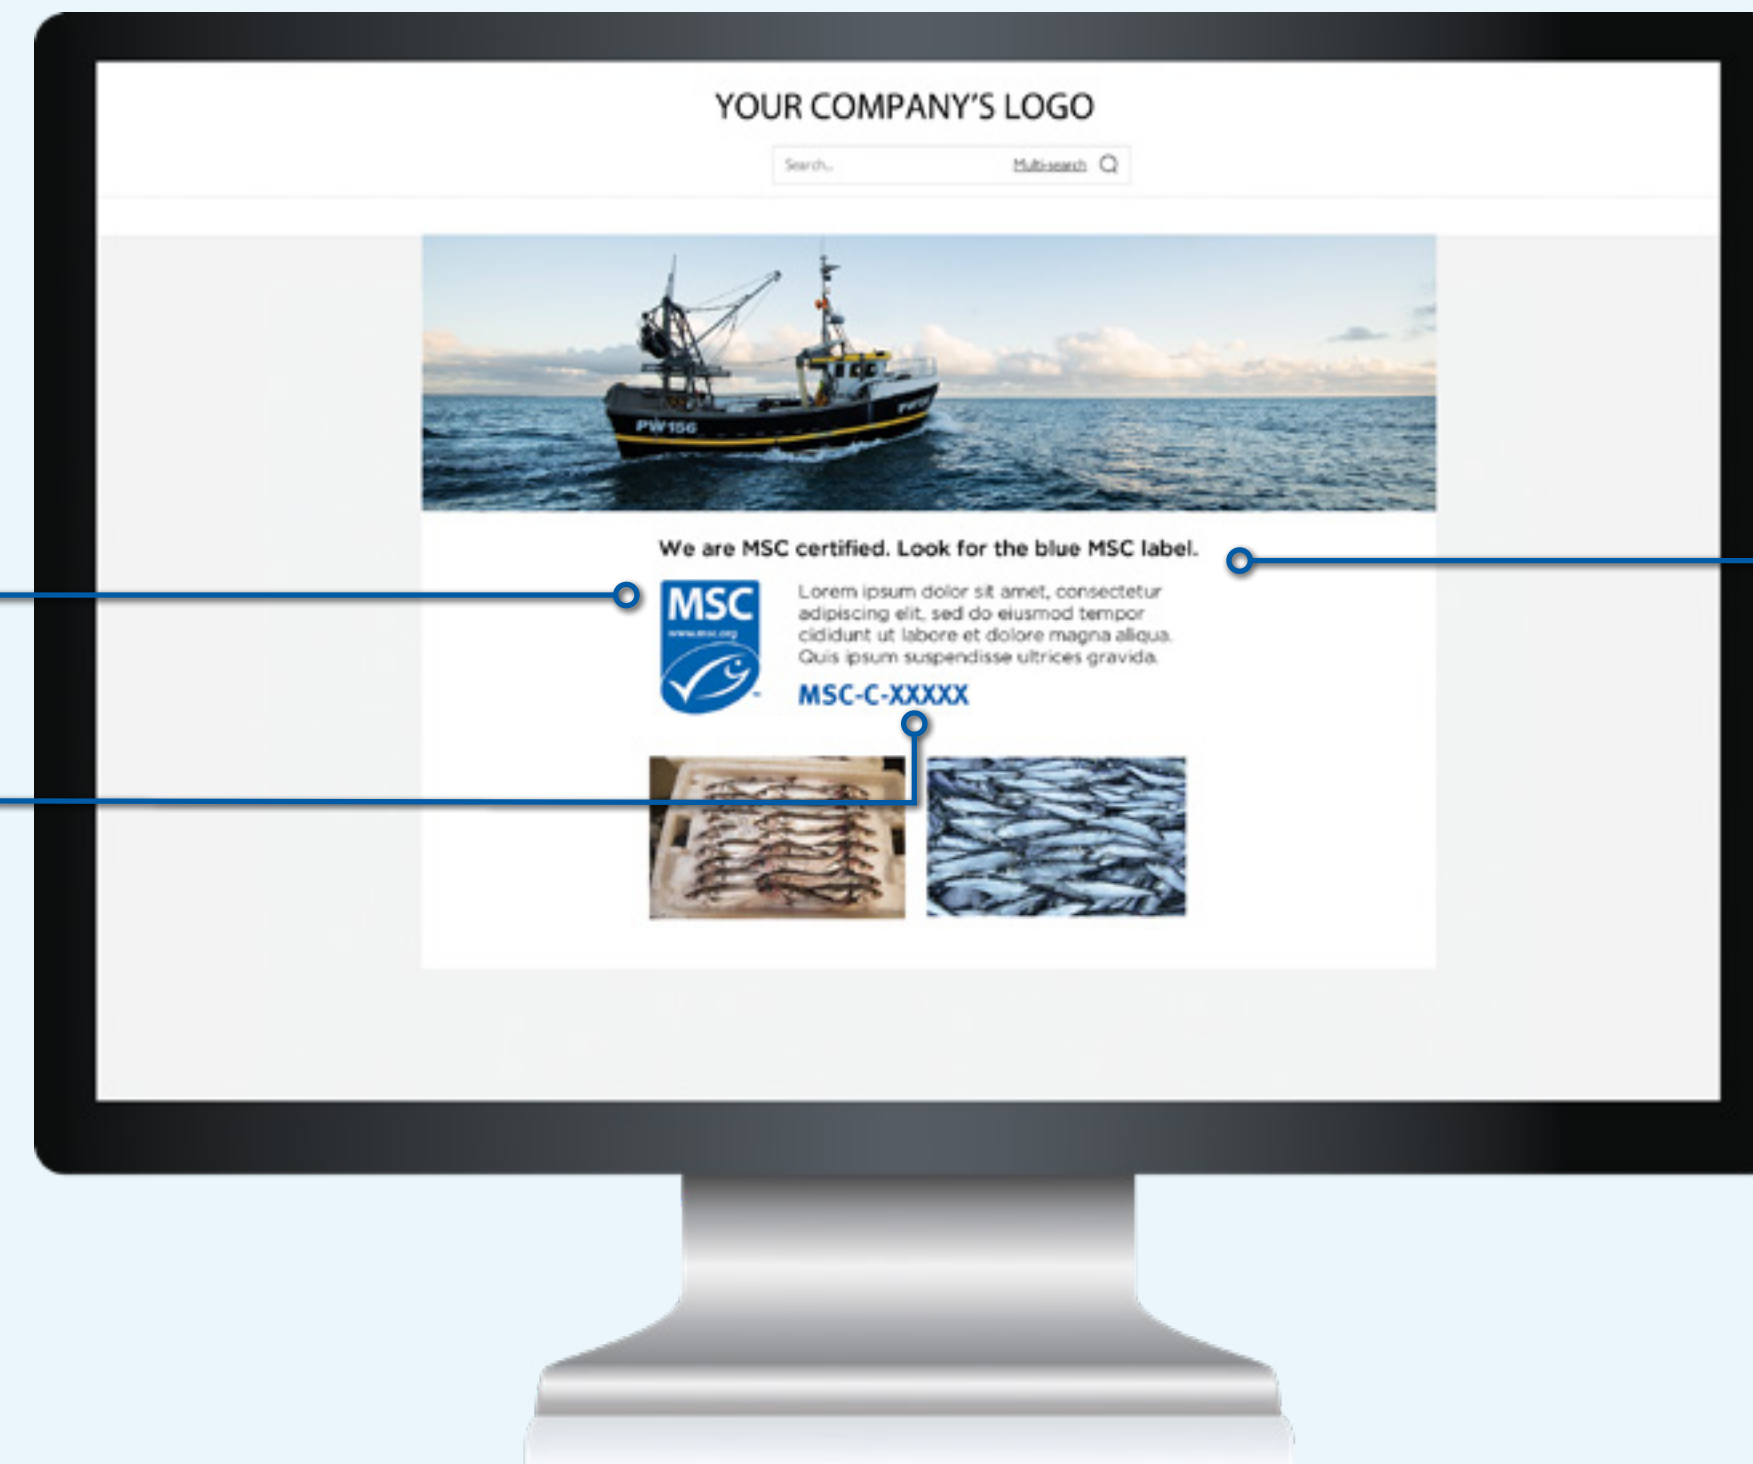 YOUR COMPANY'S LOGO
Search...
Multi-search
PW156
We are MSC certified. Look for the blue MSC label.
MSC
www.msc.org
™
Lorem ipsum dolor sit amet, consectetur
adipiscing elit, sed do eiusmod tempor
cididunt ut labore et dolore magna aliqua.
Quis ipsum suspendisse ultrices gravida.
MSC-C-XXXXX